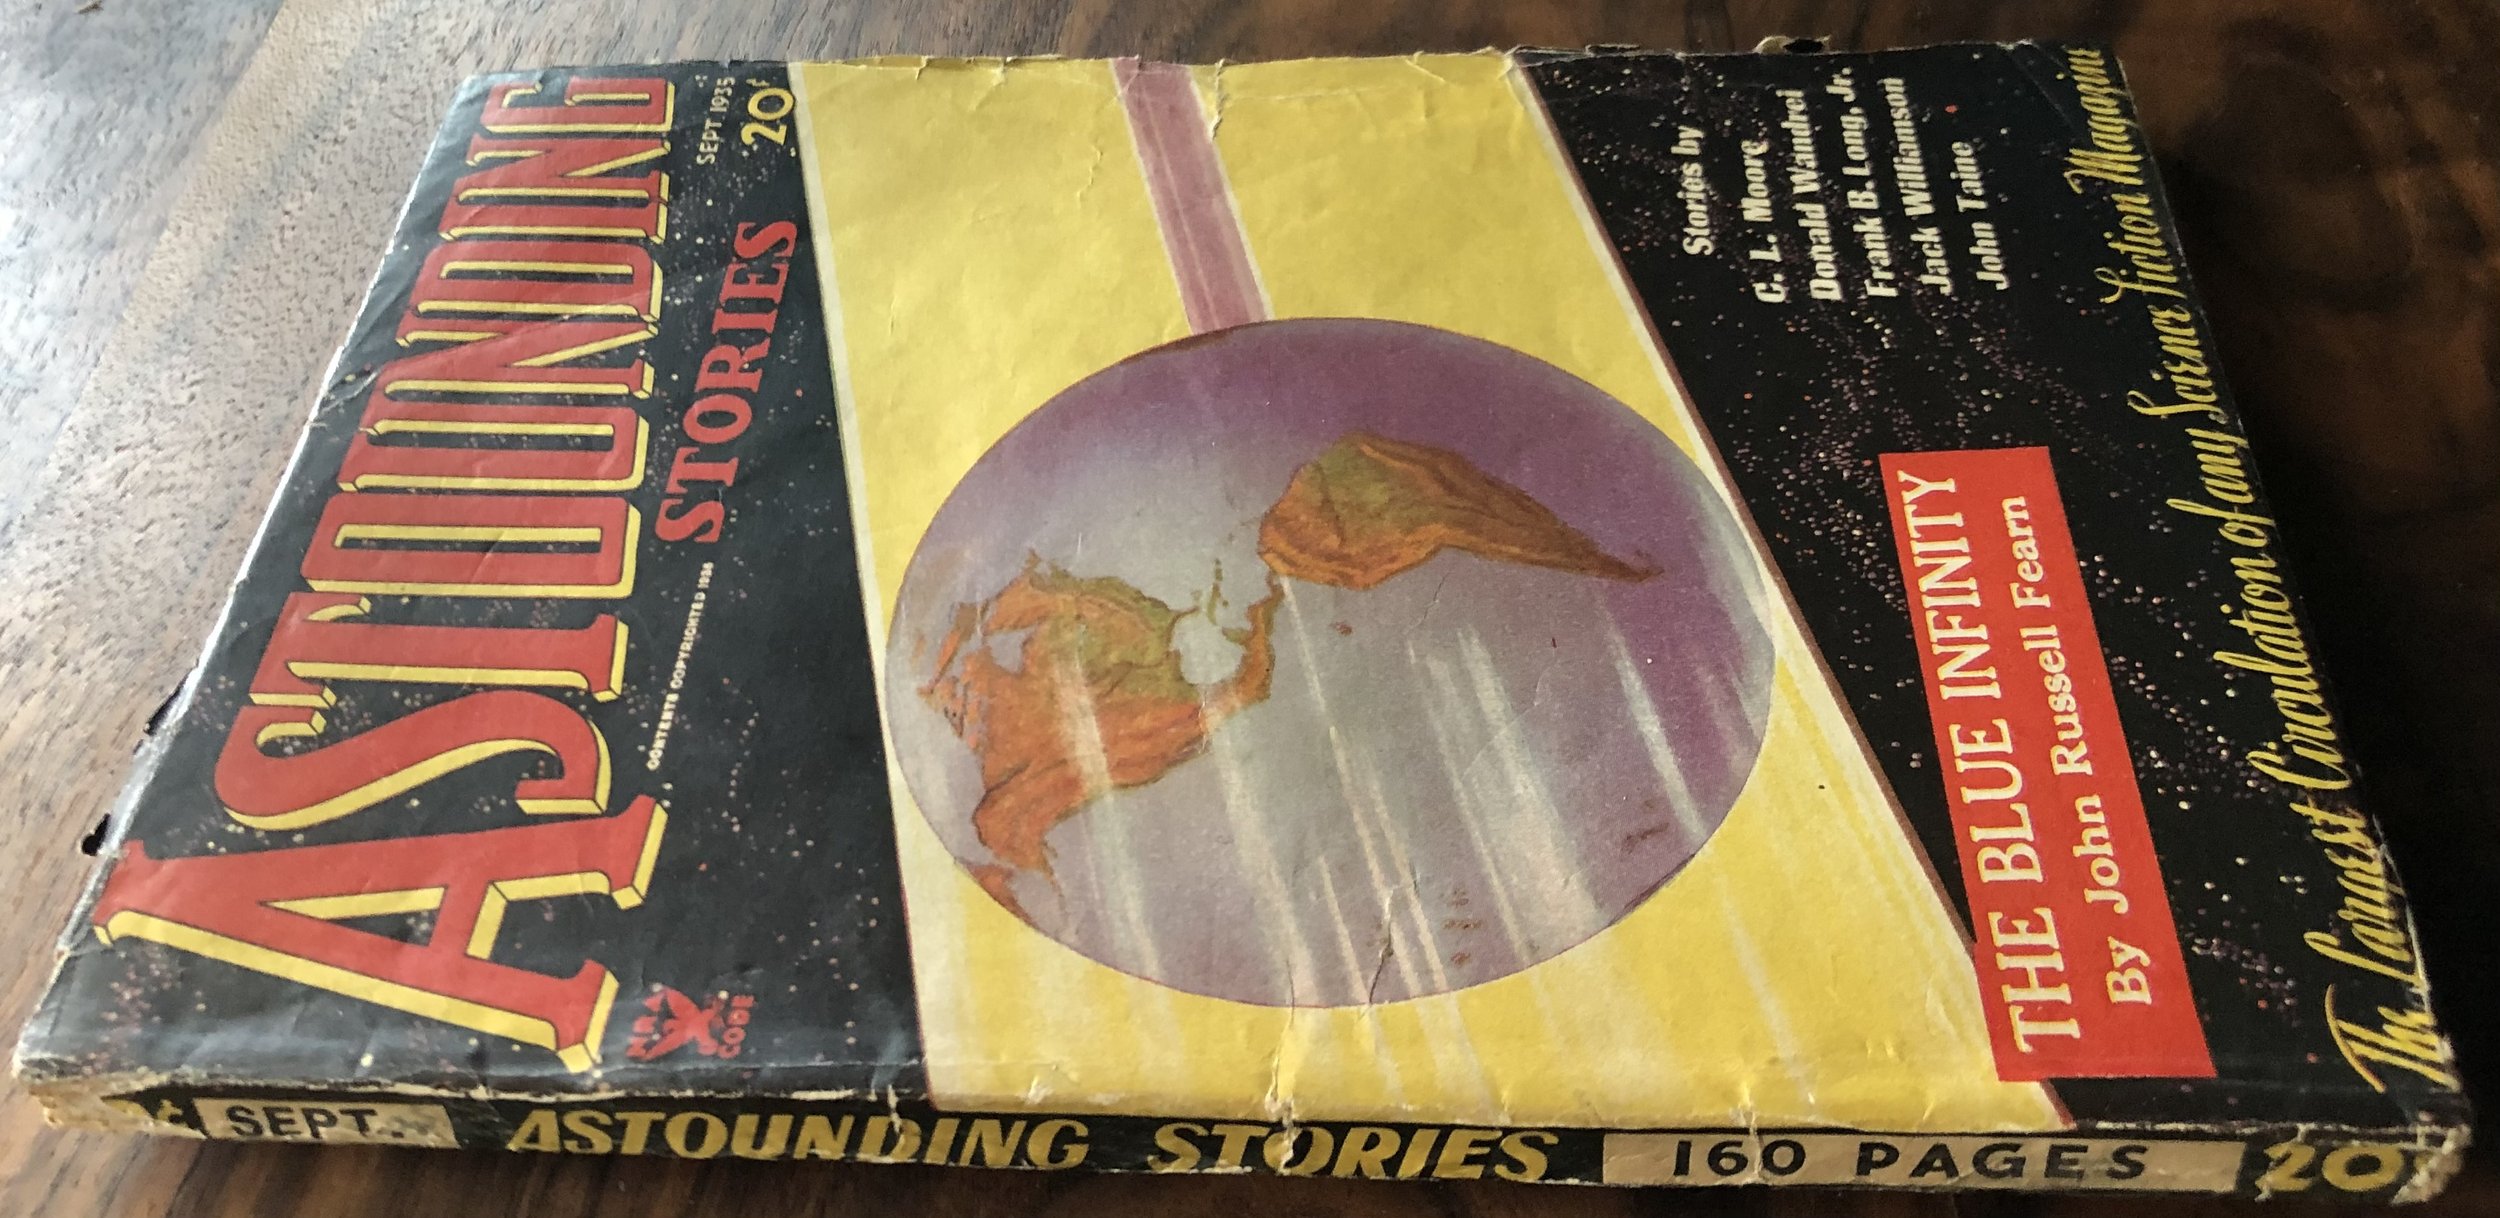 ASTOUNDING
STORIES
SEPT. 1935
20¢
CONTENTS COPYRIGHTED 1935
NRA
CODE
Stories by
C. L. Moore
Donald Wandrei
Frank B. Long, Jr.
Jack Williamson
John Taine
THE BLUE INFINITY
By John Russell Fearn
The Largest Circulation of any Science Fiction Magazine
SEPT.
ASTOUNDING STORIES
160 PAGES
20¢